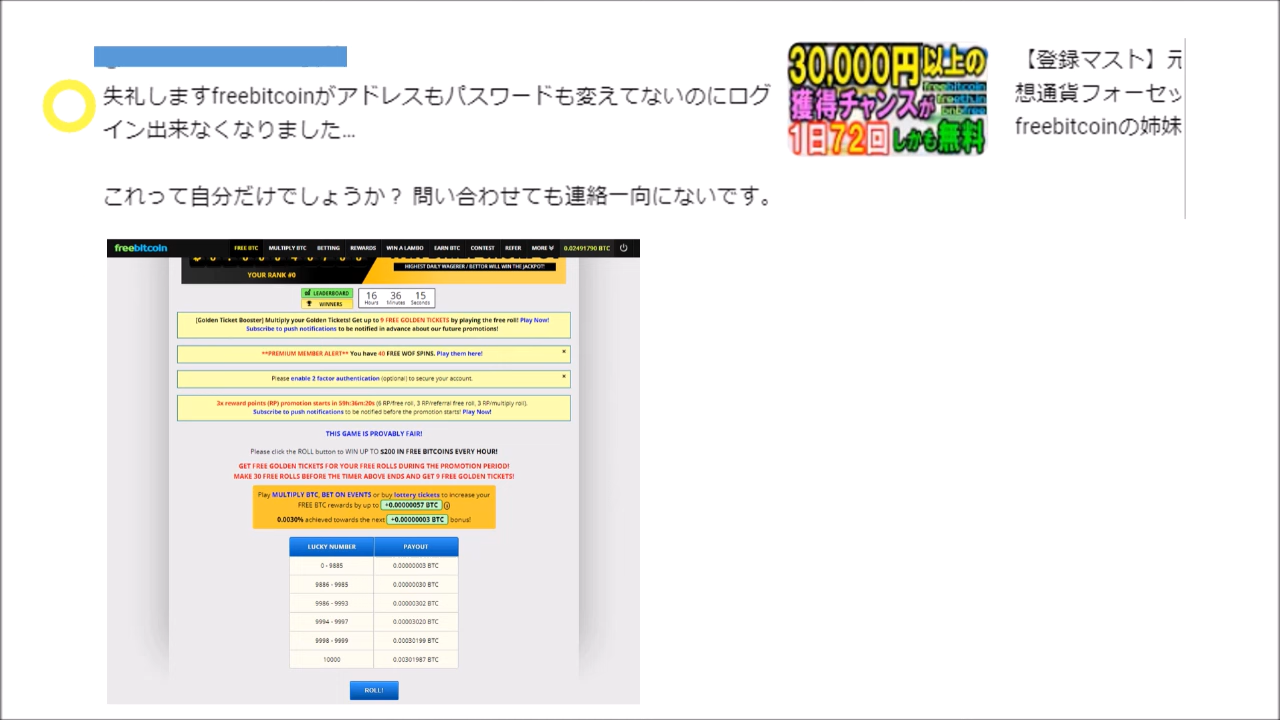 失礼しますfreebitcoinがアドレスもパスワードも変えてないのにログ
イン出来なくなりました...
これって自分だけでしょうか？ 問い合わせても連絡一向にないです。
30,000円以上の
獲得チャンスが
freebitcoin
freeth.in
bnbfree
1日72回しかも無料
【登録マスト】元
想通貨フォーセッ
freebitcoinの姉妹
freebitcoin
FREE BTC MULTIPLY BTC BETTING REWARDS WIN A LAMBO EARN BTC CONTEST REFER MORE 0.02491790 BTC
YOUR RANK #0
HIGHEST DAILY WAGERER / BETTOR WILL WIN THE JACKPOT!
LEADERBOARD
WINNERS
16 36 15
Hours Minutes Seconds
[Golden Ticket Booster] Multiply your Golden Tickets! Get up to 9 FREE GOLDEN TICKETS by playing the free roll! Play Now!
Subscribe to push notifications to be notified in advance about our future promotions!
**PREMIUM MEMBER ALERT** You have 40 FREE WOF SPINS. Play them here!
Please enable 2 factor authentication (optional) to secure your account.
3x reward points (RP) promotion starts in 59h:36m:20s (6 RP/free roll, 3 RP/referral free roll, 3 RP/multiply roll).
Subscribe to push notifications to be notified before the promotion starts! Play Now!
THIS GAME IS PROVABLY FAIR!
Please click the ROLL button to WIN UP TO $200 IN FREE BITCOINS EVERY HOUR!
GET FREE GOLDEN TICKETS FOR YOUR FREE ROLLS DURING THE PROMOTION PERIOD!
MAKE 30 FREE ROLLS BEFORE THE TIMER ABOVE ENDS AND GET 9 FREE GOLDEN TICKETS!
Play MULTIPLY BTC, BET ON EVENTS or buy lottery tickets to increase your
FREE BTC rewards by up to +0.00000057 BTC
0.0030% achieved towards the next +0.00000003 BTC bonus!
LUCKY NUMBER PAYOUT
0 - 9885 0.00000003 BTC
9886 - 9985 0.00000030 BTC
9986 - 9993 0.00000302 BTC
9994 - 9997 0.00003020 BTC
9998 - 9999 0.00030199 BTC
10000 0.00301987 BTC
ROLL!